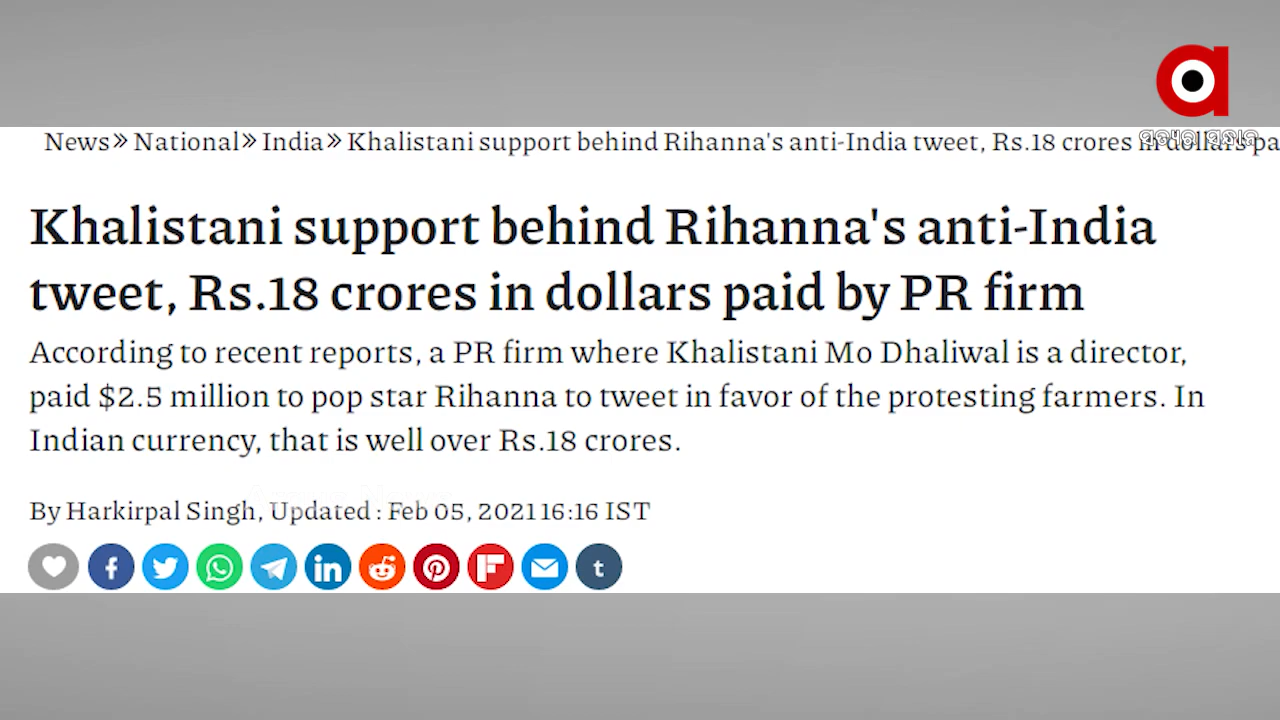 News» National» India» Khalistani support behind Rihanna's anti-India tweet, Rs.18 crores in dollars pa
Khalistani support behind Rihanna's anti-India
tweet, Rs.18 crores in dollars paid by PR firm
According to recent reports, a PR firm where Khalistani Mo Dhaliwal is a director,
paid $2.5 million to pop star Rihanna to tweet in favor of the protesting farmers. In
Indian currency, that is well over Rs.18 crores.
By Harkirpal Singh, Updated : Feb 05, 2021 16:16 IST